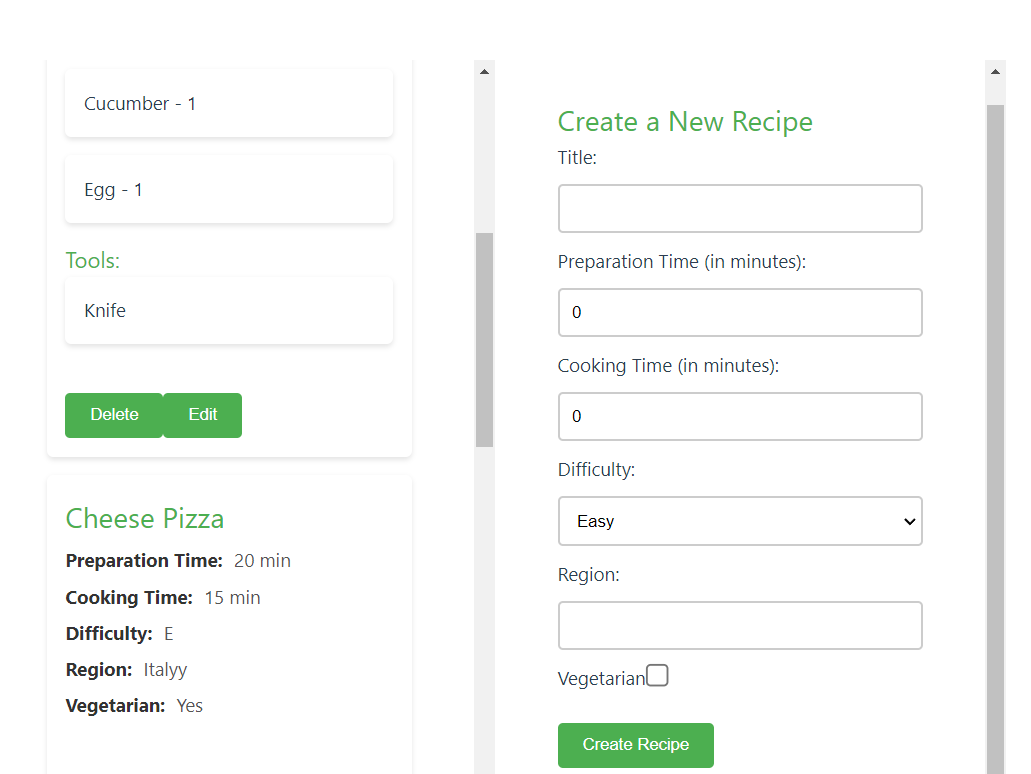 Cucumber - 1
Egg - 1
Tools:
Knife
Delete
Edit
Cheese Pizza
Preparation Time: 20 min
Cooking Time: 15 min
Difficulty: E
Region: Italyy
Vegetarian: Yes
Create a New Recipe
Title:
Preparation Time (in minutes):
0
Cooking Time (in minutes):
0
Difficulty:
Easy
Region:
Vegetarian
Create Recipe